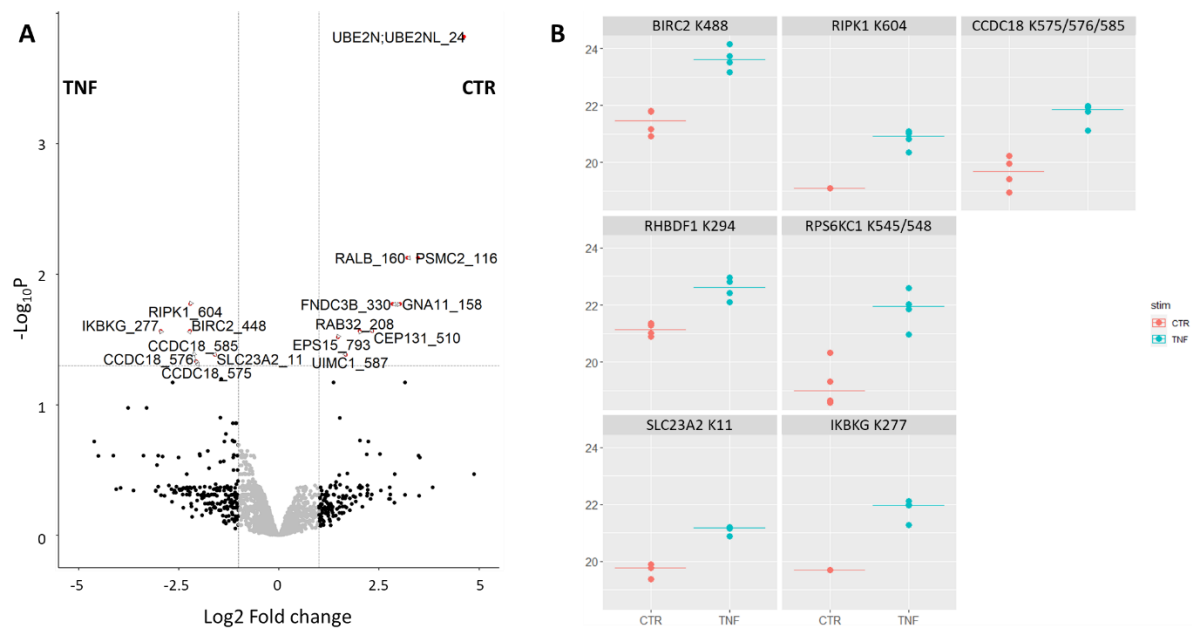 A
TNF
CTR
UBE2N;UBE2NL_24
RALB_160
PSMC2_116
FNDC3B_330
GNA11_158
RIPK1_604
RAB32_208
IKBKG_277
BIRC2_448
CEP131_510
EPS15_793
CCDC18_585
CCDC18_576
SLC23A2_11
UIMC1_587
CCDC18_575
3
2
1
0
-Log10P
-5
-2.5
0
2.5
5
Log2 Fold change
B
BIRC2 K488
RIPK1 K604
CCDC18 K575/576/585
24
22
20
RHBDF1 K294
RPS6KC1 K545/548
24
22
20
SLC23A2 K11
IKBKG K277
24
22
20
CTR
TNF
CTR
TNF
stim
CTR
TNF